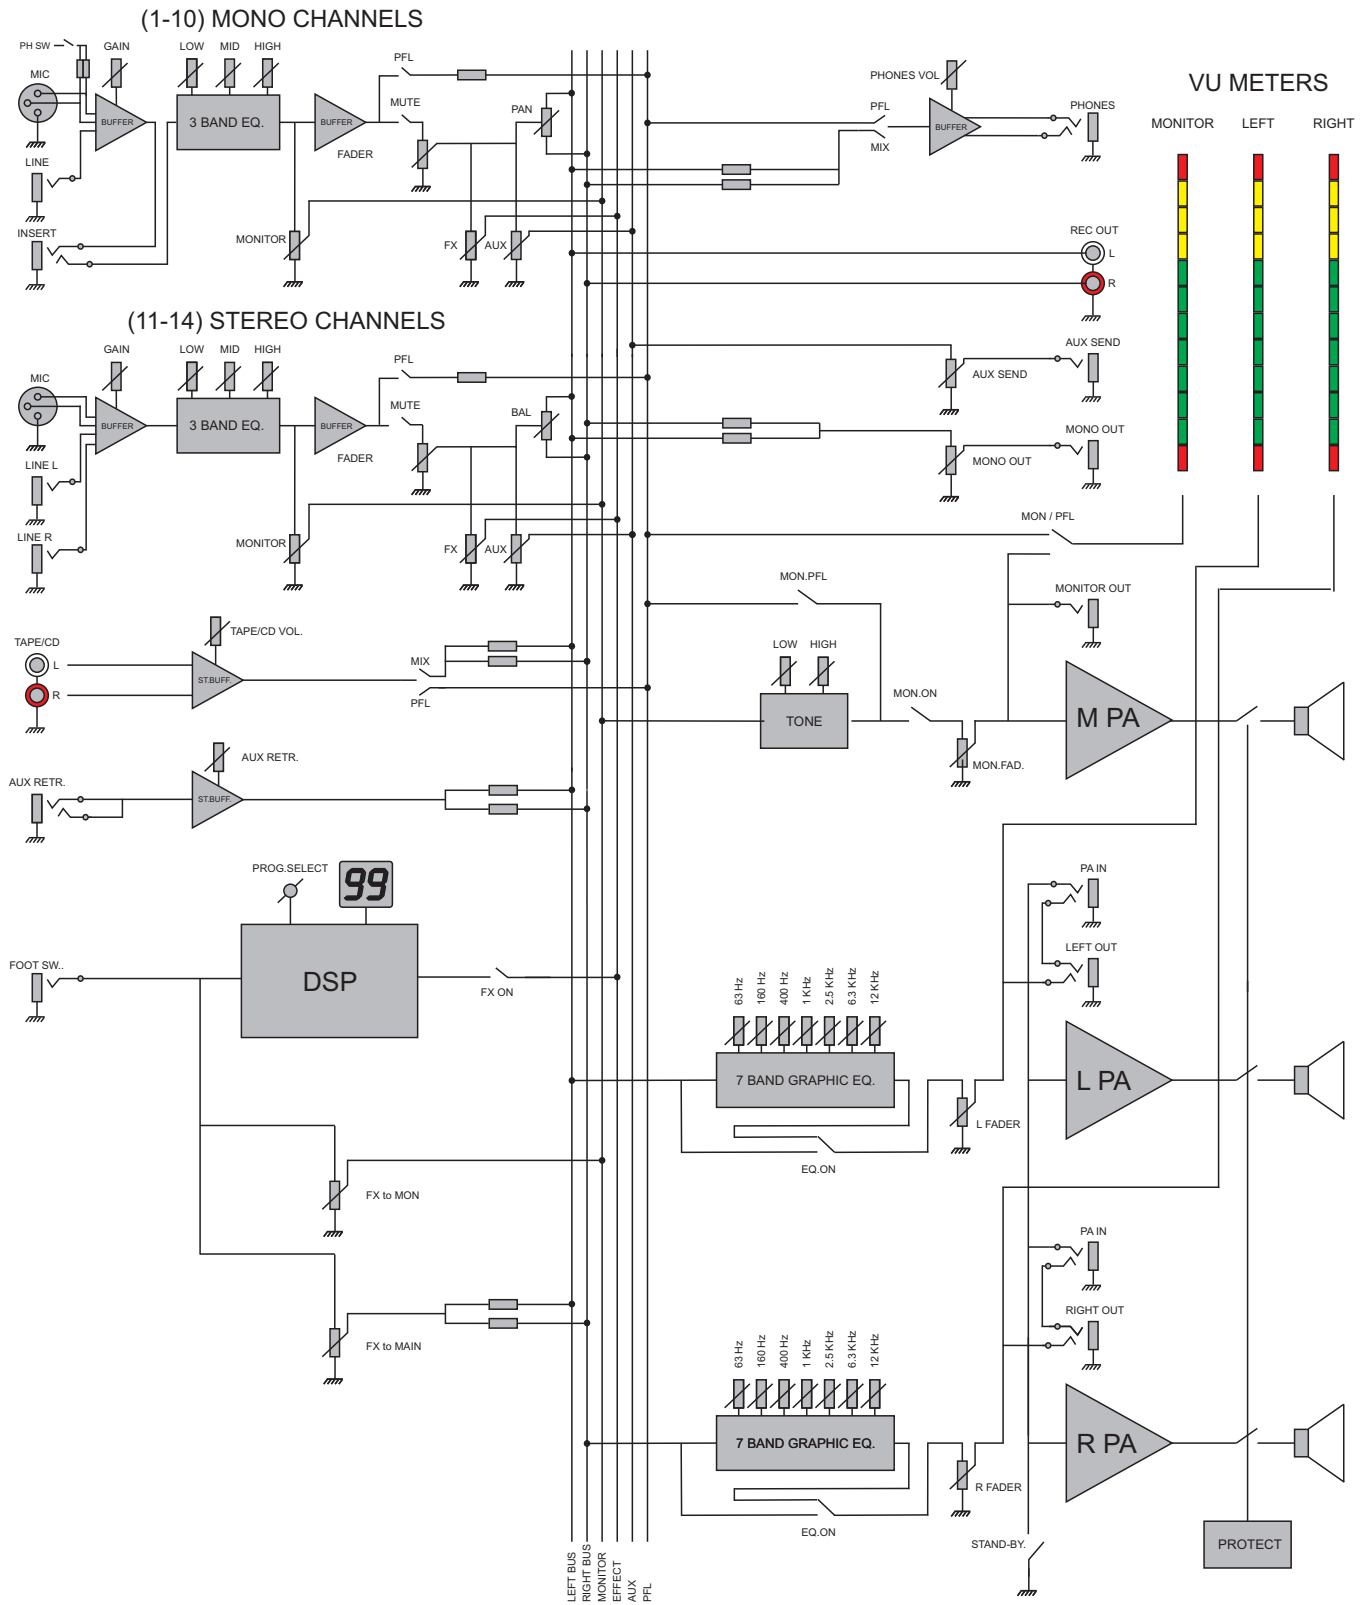 (1-10) MONO CHANNELS
PH SW
GAIN
LOW MID HIGH
PFL
MIC
MUTE
PAN
BUFFER
3 BAND EQ.
BUFFER
FADER
LINE
INSERT
MONITOR
FX
AUX
PHONES VOL
PFL
MIX
BUFFER
PHONES
VU METERS
MONITOR LEFT RIGHT
REC OUT
L
R
(11-14) STEREO CHANNELS
GAIN
LOW MID HIGH
PFL
MIC
MUTE
BAL
BUFFER
3 BAND EQ.
BUFFER
FADER
LINE L
LINE R
MONITOR
FX
AUX
AUX SEND
AUX SEND
MONO OUT
MONO OUT
MON / PFL
MON.PFL
MONITOR OUT
TAPE/CD
L
R
TAPE/CD VOL.
ST.BUFF.
MIX
PFL
LOW HIGH
TONE
MON.ON
MON.FAD.
M PA
AUX RETR.
AUX RETR.
ST.BUFF.
PROG.SELECT
99
FOOT SW..
DSP
FX ON
PA IN
LEFT OUT
63 Hz
160 Hz
400 Hz
1 KHz
2.5 KHz
6.3 KHz
12 KHz
7 BAND GRAPHIC EQ.
EQ.ON
L FADER
L PA
FX to MON
FX to MAIN
PA IN
RIGHT OUT
63 Hz
160 Hz
400 Hz
1 KHz
2.5 KHz
6.3 KHz
12 KHz
7 BAND GRAPHIC EQ.
EQ.ON
R FADER
R PA
STAND-BY.
PROTECT
LEFT BUS
RIGHT BUS
MONITOR
EFFECT
AUX
PFL